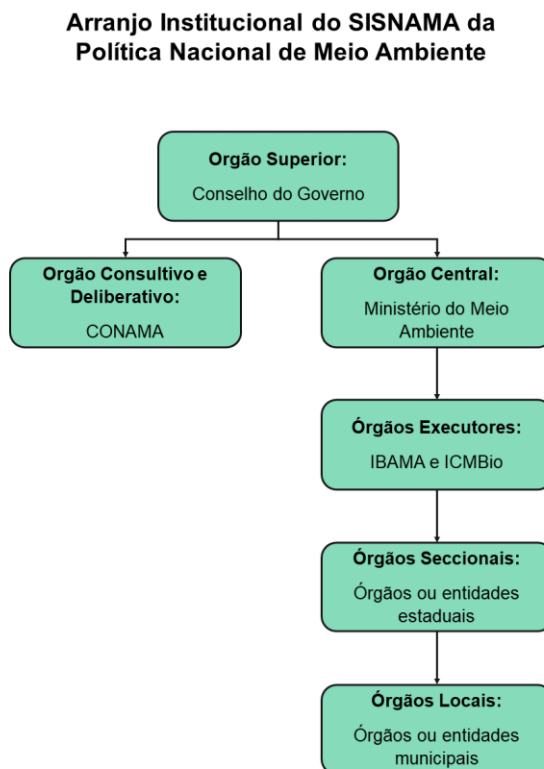 Arranjo Institucional do SISNAMA da
Política Nacional de Meio Ambiente
Orgão Superior:
Conselho do Governo
Orgão Consultivo e
Deliberativo:
CONAMA
Orgão Central:
Ministério do Meio
Ambiente
Órgãos Executores:
IBAMA e ICMBio
Órgãos Seccionais:
Órgãos ou entidades
estaduais
Órgãos Locais:
Órgãos ou entidades
municipais